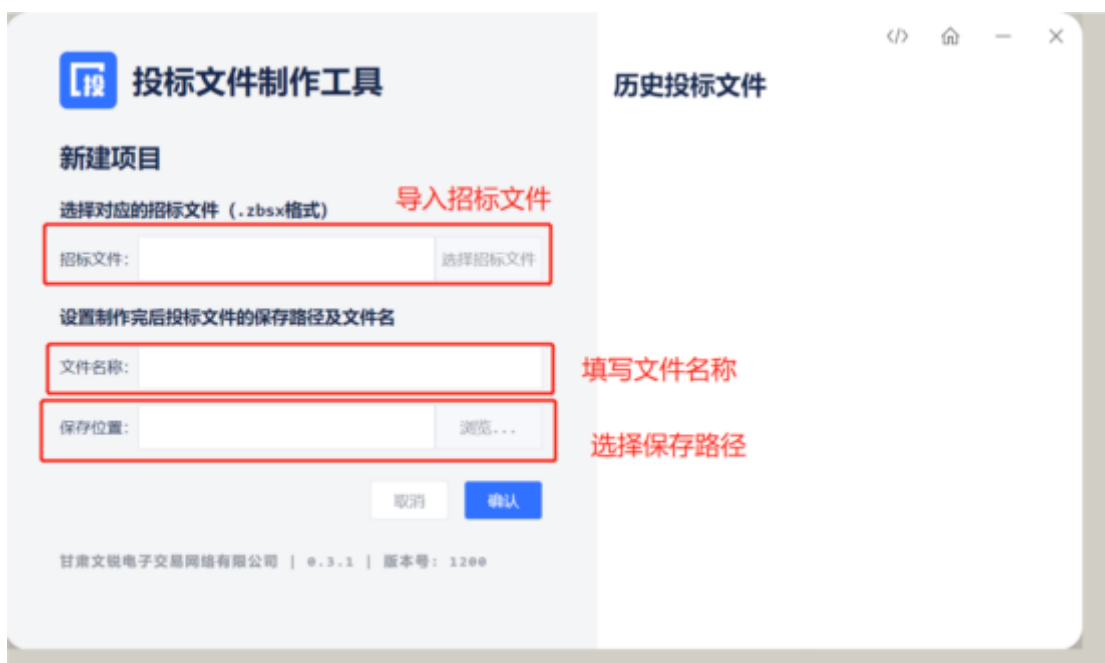 投 投标文件制作工具
历史投标文件
新建项目
选择对应的招标文件（.zbsx格式）
导入招标文件
招标文件：
选择招标文件
设置制作完后投标文件的保存路径及文件名
文件名称：
填写文件名称
保存位置：
浏览...
选择保存路径
取消
确认
甘肃文锐电子交易网络有限公司 | 0.3.1 | 版本号: 1200